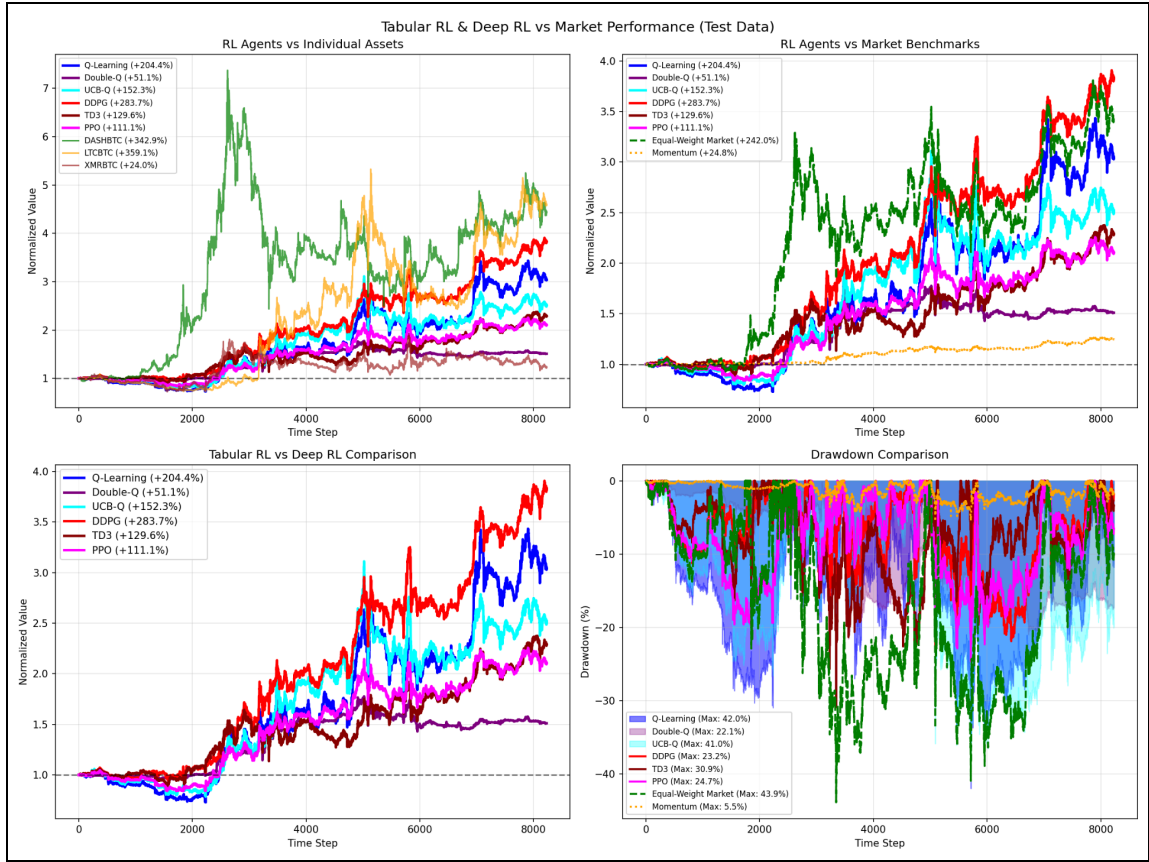 Tabular RL & Deep RL vs Market Performance (Test Data)
RL Agents vs Individual Assets
Normalized Value
7
6
5
4
3
2
1
Q-Learning (+204.4%)
Double-Q (+51.1%)
UCB-Q (+152.3%)
DDPG (+283.7%)
TD3 (+129.6%)
PPO (+111.1%)
DASHBTC (+342.9%)
LTCBTC (+359.1%)
XMRBTC (+24.0%)
0 2000 4000 6000 8000
Time Step
RL Agents vs Market Benchmarks
Normalized Value
4.0
3.5
3.0
2.5
2.0
1.5
1.0
Q-Learning (+204.4%)
Double-Q (+51.1%)
UCB-Q (+152.3%)
DDPG (+283.7%)
TD3 (+129.6%)
PPO (+111.1%)
Equal-Weight Market (+242.0%)
Momentum (+24.8%)
0 2000 4000 6000 8000
Time Step
Tabular RL vs Deep RL Comparison
Normalized Value
4.0
3.5
3.0
2.5
2.0
1.5
1.0
Q-Learning (+204.4%)
Double-Q (+51.1%)
UCB-Q (+152.3%)
DDPG (+283.7%)
TD3 (+129.6%)
PPO (+111.1%)
0 2000 4000 6000 8000
Time Step
Drawdown Comparison
Drawdown (%)
0
−10
−20
−30
−40
Q-Learning (Max: 42.0%)
Double-Q (Max: 22.1%)
UCB-Q (Max: 41.0%)
DDPG (Max: 23.2%)
TD3 (Max: 30.9%)
PPO (Max: 24.7%)
Equal-Weight Market (Max: 43.9%)
Momentum (Max: 5.5%)
0 2000 4000 6000 8000
Time Step